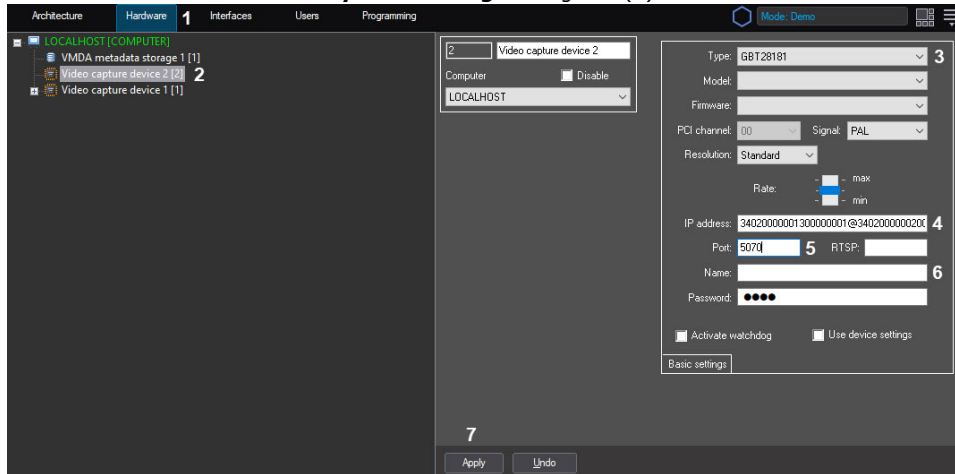 Architecture Hardware 1 Interfaces Users Programming Mode: Demo
LOCALHOST [COMPUTER]
VMDA metadata storage 1 [1]
Video capture device 2 [2] 2
Video capture device 1 [1]
2 Video capture device 2
Computer Disable
LOCALHOST
Type: GBT28181 3
Model:
Firmware:
PCI channel: 00 Signal: PAL
Resolution: Standard
max
Rate:
min
IP address: 34020000001300000001@3402000000200 4
Port: 5070 5 RTSP:
Name: 6
Password: ●●●●
Activate watchdog Use device settings
Basic settings
7
Apply Undo